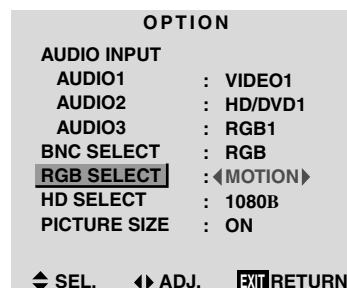 OPTION
AUDIO INPUT
AUDIO1 : VIDEO1
AUDIO2 : HD/DVD1
AUDIO3 : RGB1
BNC SELECT : RGB
RGB SELECT : ◀MOTION▶
HD SELECT : 1080B
PICTURE SIZE : ON
SEL. ADJ. EXIT RETURN